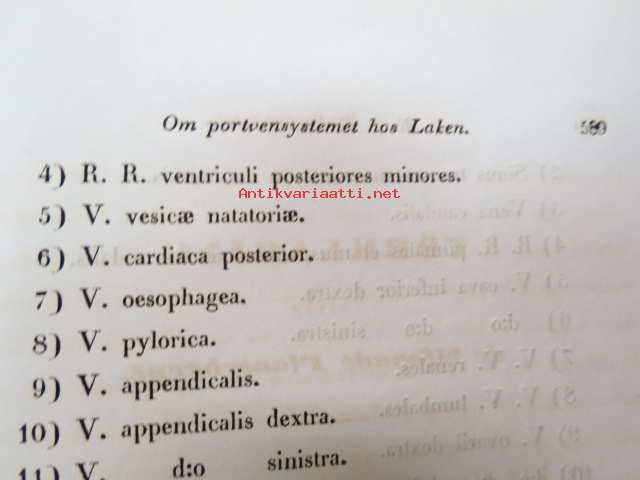 Om portvensystemet hos Laken. 589
4) R. R. ventriculi posteriores minores.
Antikvariaatti.net
5) V. vesicæ natatoriæ.
6) V. cardiaca posterior.
7) V. oesophagea.
8) V. pylorica.
9) V. appendicalis.
10) V. appendicalis dextra.
11) V. d:o sinistra.